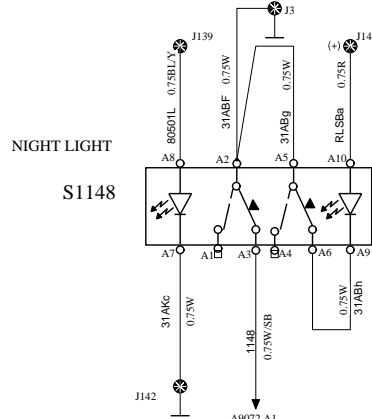 J3
J139
(+)
J14
0.75BL/Y
80501L
0.75W
31ABF
0.75W
31ABg
0.75R
RLSBa
NIGHT LIGHT
A8
A2
A5
A10
S1148
A7
A1
A3
A4
A6
A9
31AKc
0.75W
1148
0.75W/SB
0.75W
31ABh
J142
A9072 A1